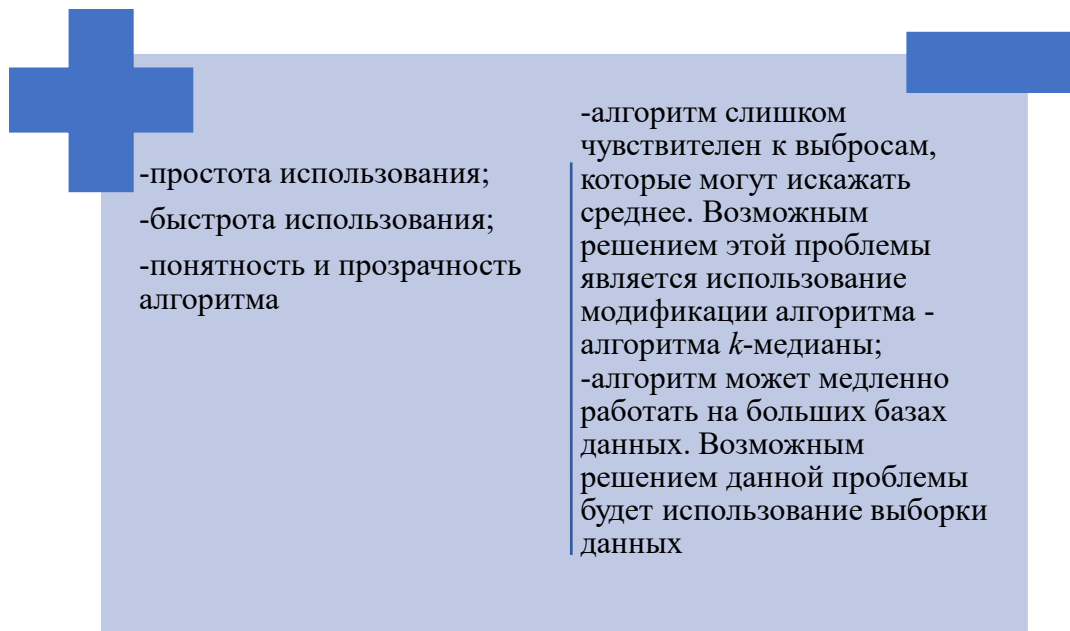 -простота использования;
-быстрота использования;
-понятность и прозрачность
алгоритма
-алгоритм слишком
чувствителен к выбросам,
которые могут искажать
среднее. Возможным
решением этой проблемы
является использование
модификации алгоритма -
алгоритма k-медианы;
-алгоритм может медленно
работать на больших базах
данных. Возможным
решением данной проблемы
будет использование выборки
данных